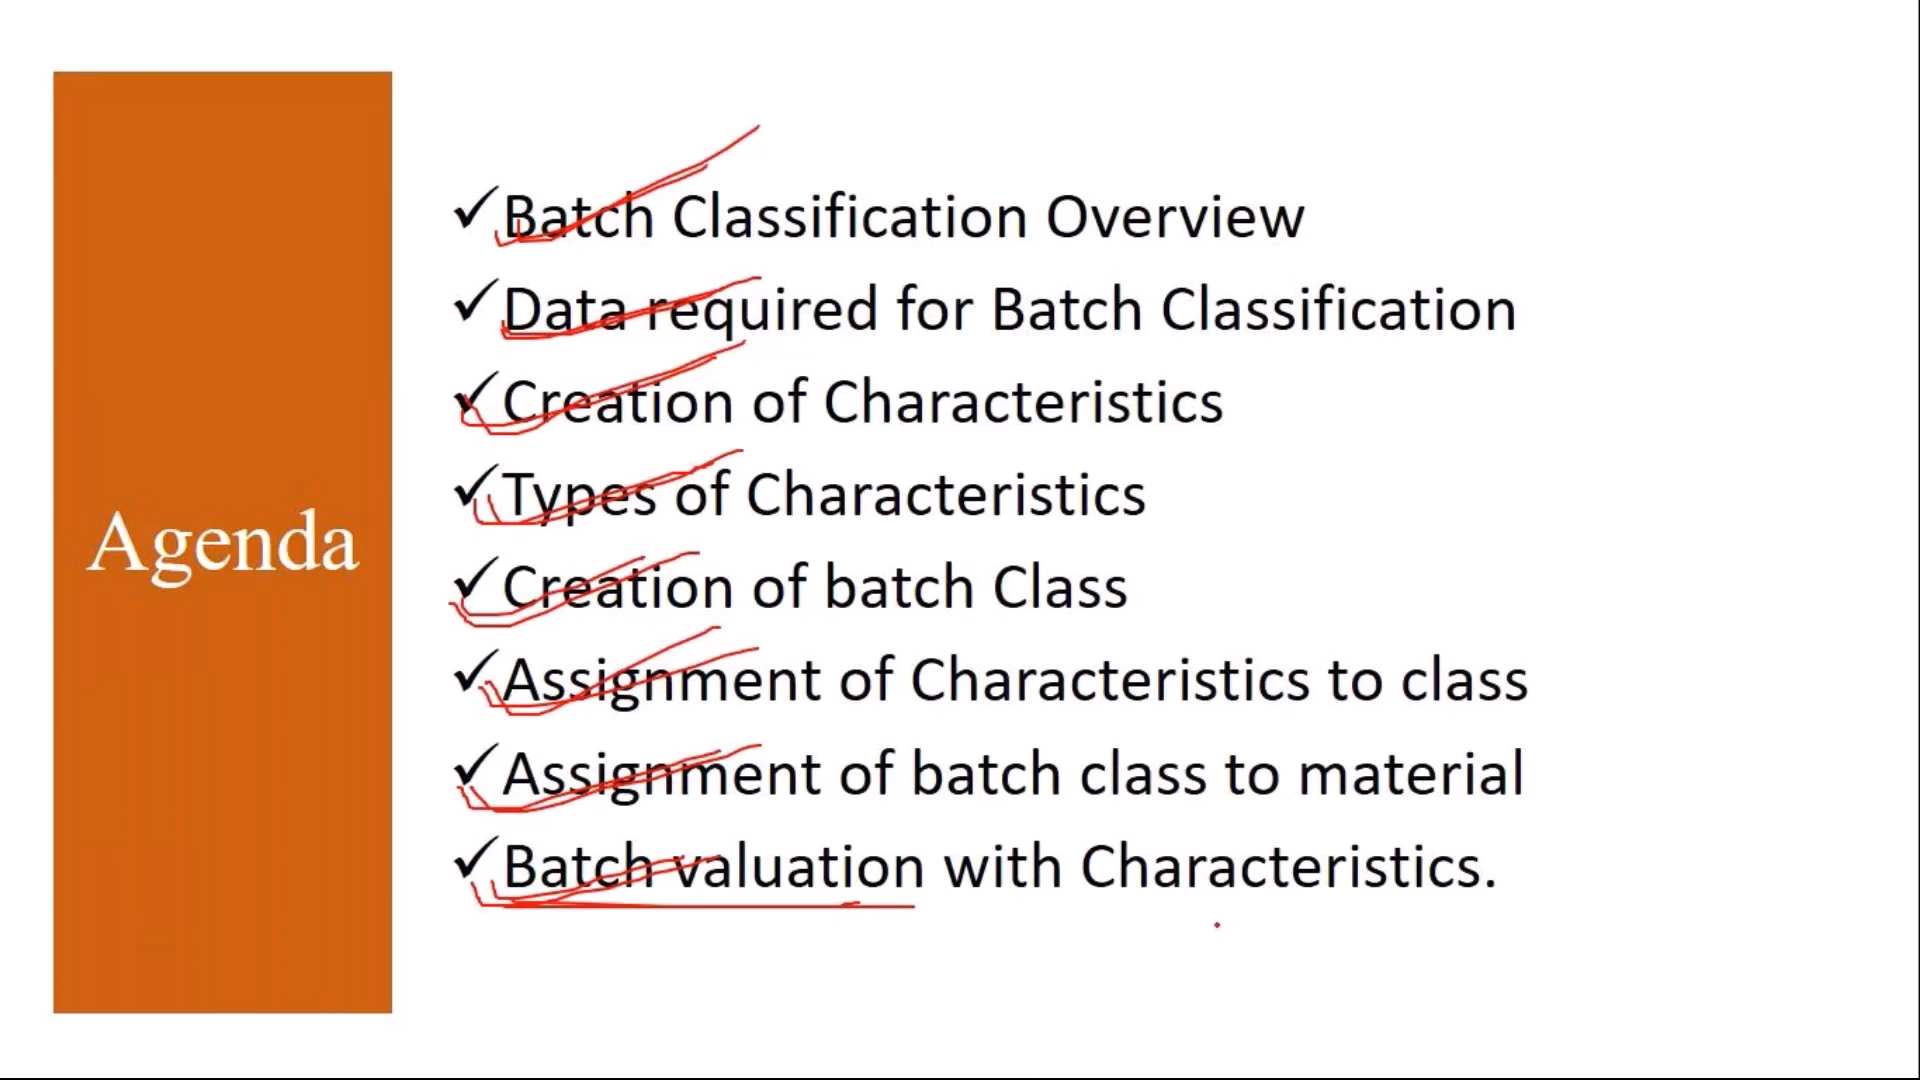 Agenda
Batch Classification Overview
Data required for Batch Classification
Creation of Characteristics
Types of Characteristics
Creation of batch Class
Assignment of Characteristics to class
Assignment of batch class to material
Batch valuation with Characteristics.